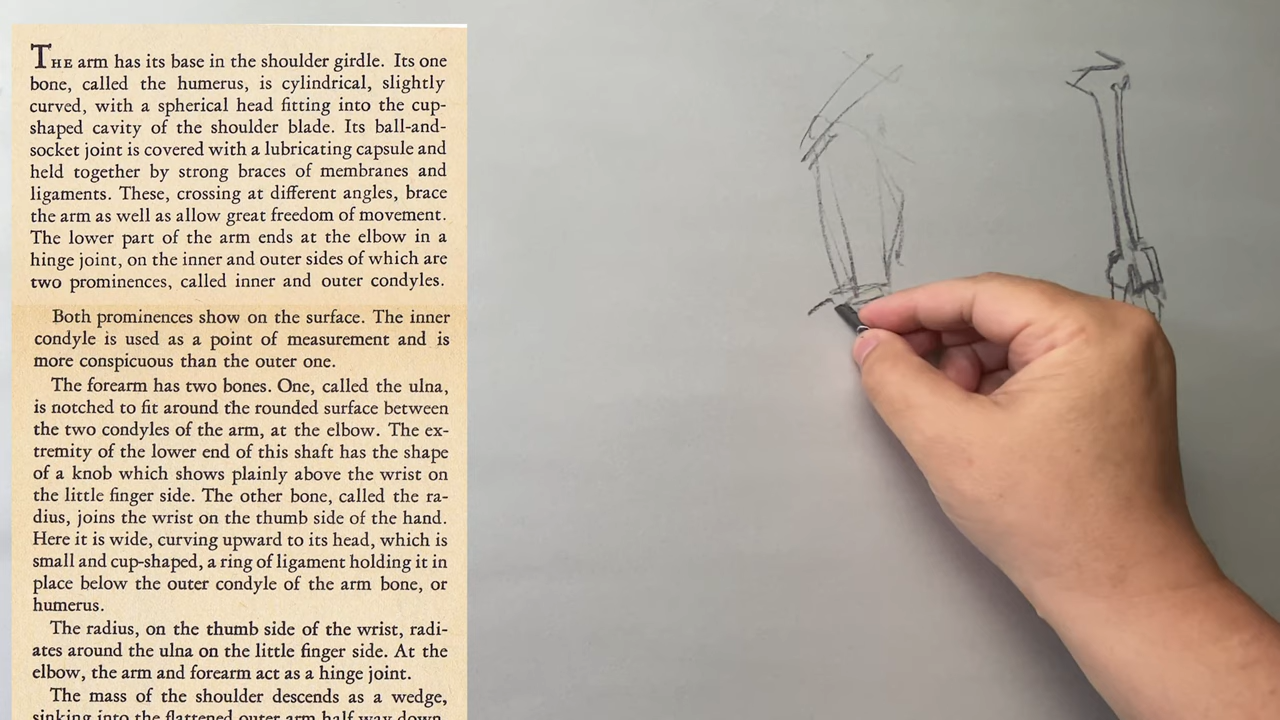 THE arm has its base in the shoulder girdle. Its one
bone, called the humerus, is cylindrical, slightly
curved, with a spherical head fitting into the cup-
shaped cavity of the shoulder blade. Its ball-and-
socket joint is covered with a lubricating capsule and
held together by strong braces of membranes and
ligaments. These, crossing at different angles, brace
the arm as well as allow great freedom of movement.
The lower part of the arm ends at the elbow in a
hinge joint, on the inner and outer sides of which are
two prominences, called inner and outer condyles.
Both prominences show on the surface. The inner
condyle is used as a point of measurement and is
more conspicuous than the outer one.
The forearm has two bones. One, called the ulna,
is notched to fit around the rounded surface between
the two condyles of the arm, at the elbow. The ex-
tremity of the lower end of this shaft has the shape
of a knob which shows plainly above the wrist on
the little finger side. The other bone, called the ra-
dius, joins the wrist on the thumb side of the hand.
Here it is wide, curving upward to its head, which is
small and cup-shaped, a ring of ligament holding it in
place below the outer condyle of the arm bone, or
humerus.
The radius, on the thumb side of the wrist, radi-
ates around the ulna on the little finger side. At the
elbow, the arm and forearm act as a hinge joint.
The mass of the shoulder descends as a wedge,
sinking into the flattened outer arm half way down.